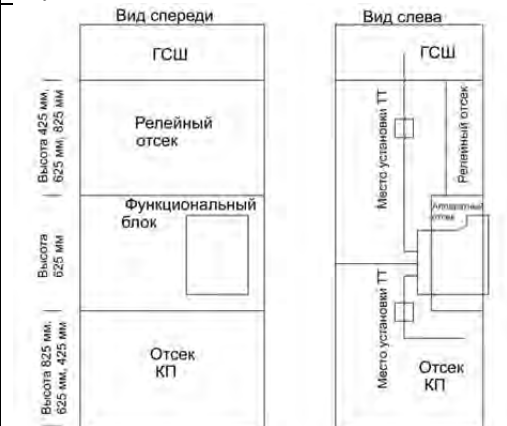 Вид спереди
ГСШ
Высота 425 мм,
625 мм, 825 мм
Релейный
отсек
Высота
625 мм
Функциональный
блок
Высота 825 мм,
625 мм, 425 мм
Отсек
КП
Вид слева
ГСШ
Место установки ТТ
Релейный отсек
Аппаратный
отсек
Место установки ТТ
Отсек
КП